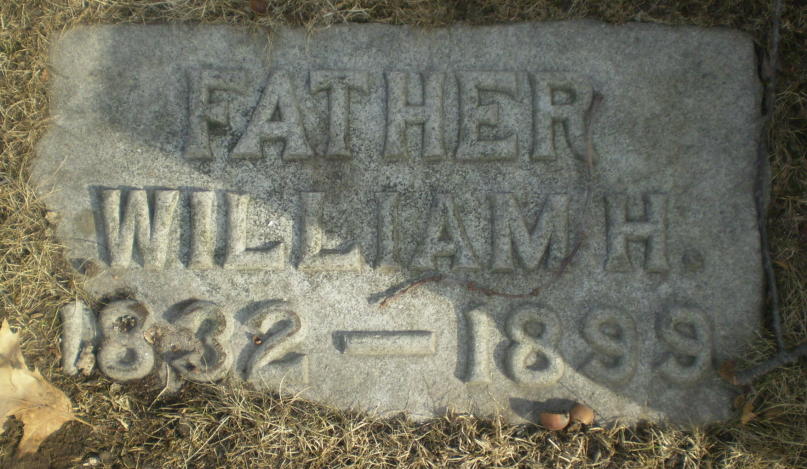 FATHER
WILLIAM H.
1832 — 1899